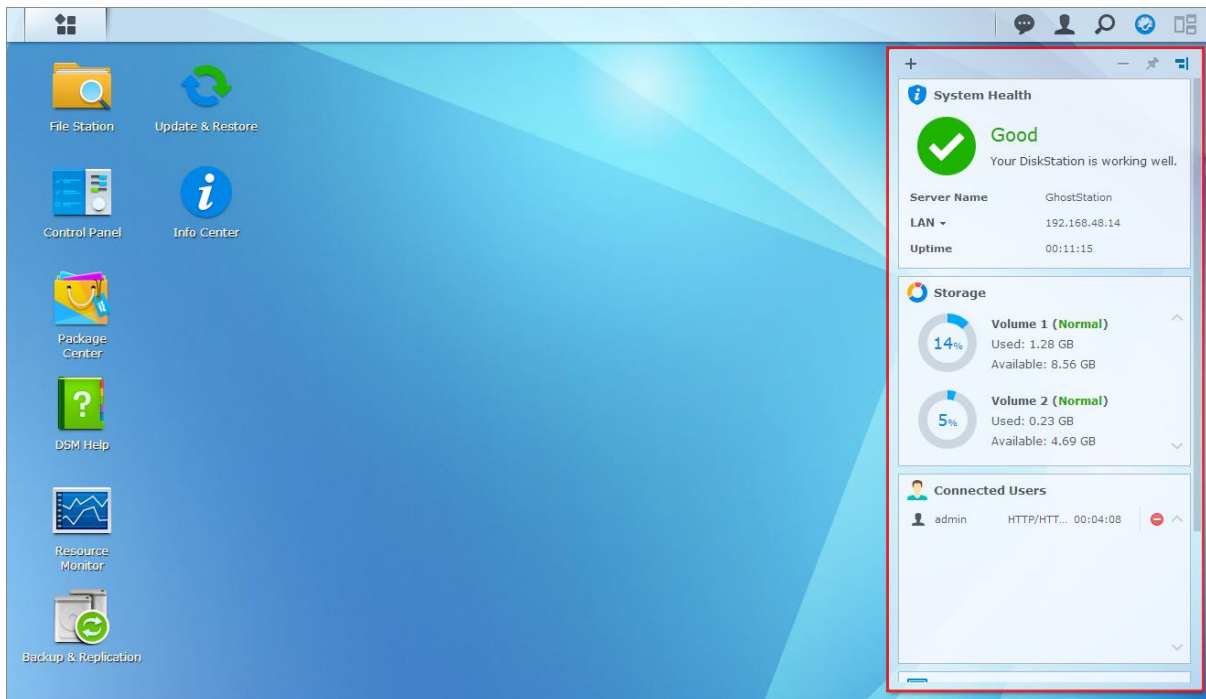 File Station
Update & Restore
Control Panel
Info Center
Package
Center
DSM Help
Resource
Monitor
Backup & Replication
System Health
Good
Your DiskStation is working well.
Server Name GhostStation
LAN 192.168.48.14
Uptime 00:11:15
Storage
14%
Volume 1 (Normal)
Used: 1.28 GB
Available: 8.56 GB
5%
Volume 2 (Normal)
Used: 0.23 GB
Available: 4.69 GB
Connected Users
admin HTTP/HTT... 00:04:08